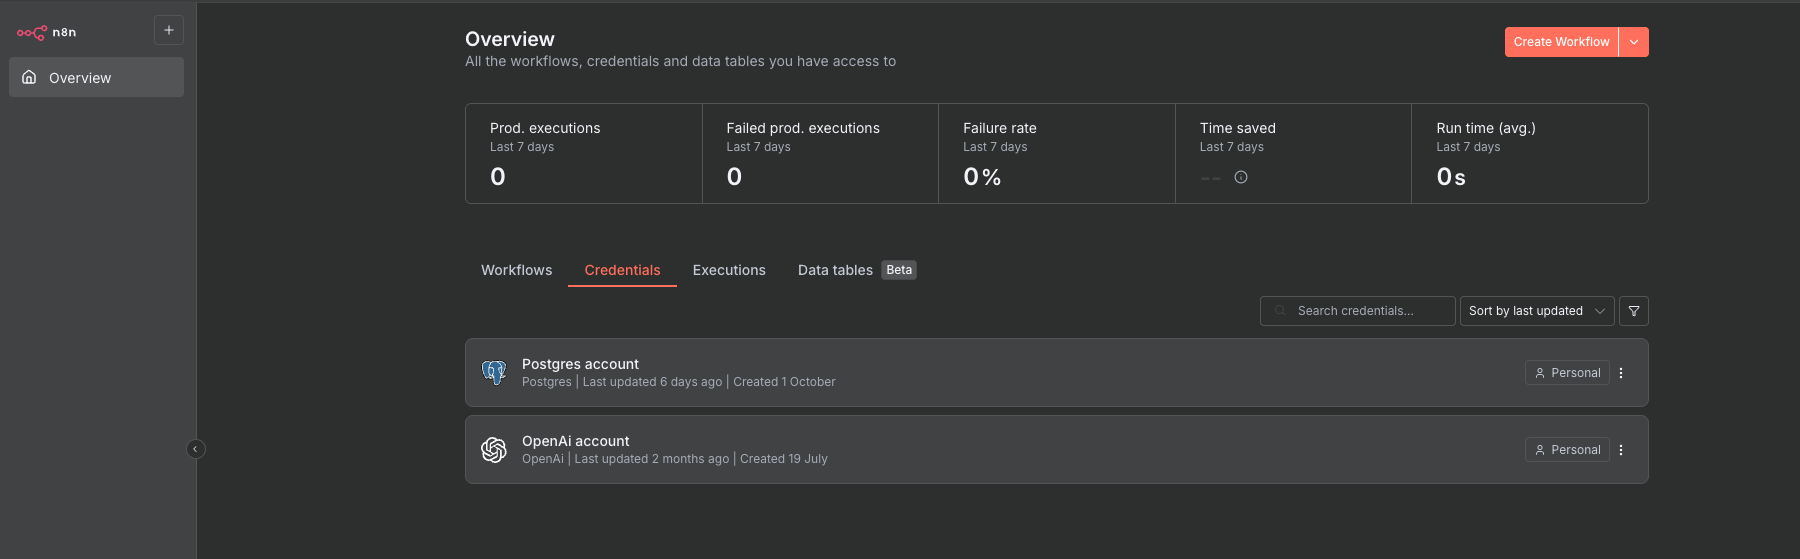 n8n
Overview
Overview
All the workflows, credentials and data tables you have access to
Create Workflow
Prod. executions
Last 7 days
0
Failed prod. executions
Last 7 days
0
Failure rate
Last 7 days
0%
Time saved
Last 7 days
--
Run time (avg.)
Last 7 days
0s
Workflows Credentials Executions Data tables Beta
Search credentials...
Sort by last updated
Postgres account
Postgres | Last updated 6 days ago | Created 1 October
Personal
OpenAi account
OpenAi | Last updated 2 months ago | Created 19 July
Personal